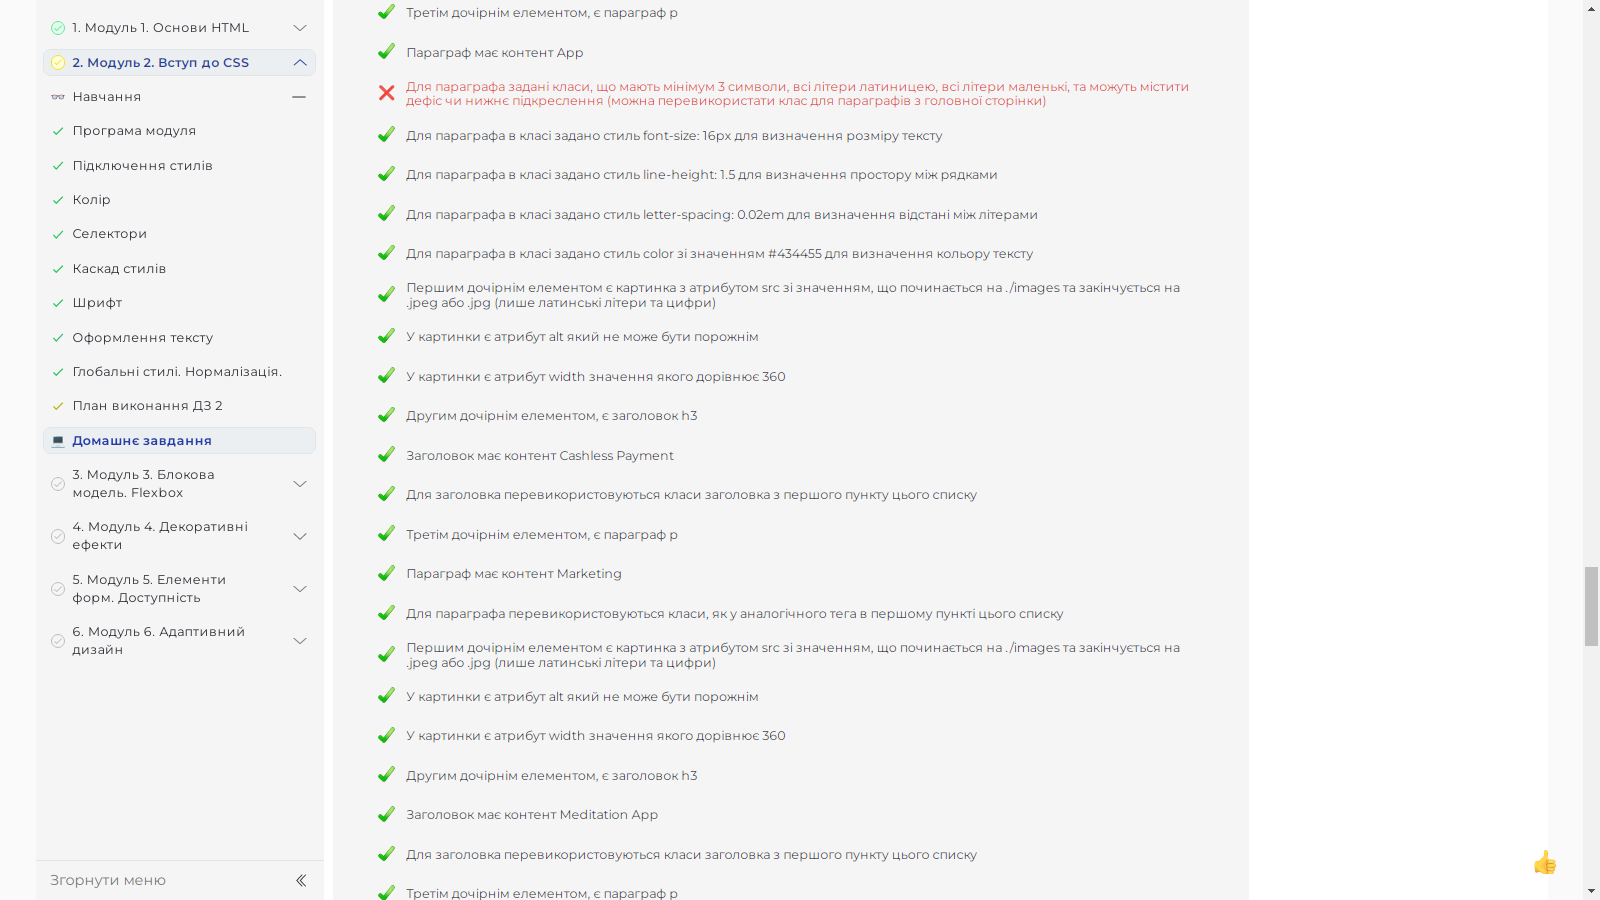 1. Модуль 1. Основи HTML
2. Модуль 2. Вступ до CSS
Навчання
Програма модуля
Підключення стилів
Колір
Селектори
Каскад стилів
Шрифт
Оформлення тексту
Глобальні стилі. Нормалізація.
План виконання ДЗ 2
Домашнє завдання
3. Модуль 3. Блокова
модель. Flexbox
4. Модуль 4. Декоративні
ефекти
5. Модуль 5. Елементи
форм. Доступність
6. Модуль 6. Адаптивний
дизайн
Згорнути меню
Третім дочірнім елементом, є параграф p
Параграф має контент App
Для параграфа задані класи, що мають мінімум 3 символи, всі літери латиницею, всі літери маленькі, та можуть містити
дефіс чи нижнє підкреслення (можна перевикористати клас для параграфів з головної сторінки)
Для параграфа в класі задано стиль font-size: 16px для визначення розміру тексту
Для параграфа в класі задано стиль line-height: 1.5 для визначення простору між рядками
Для параграфа в класі задано стиль letter-spacing: 0.02em для визначення відстані між літерами
Для параграфа в класі задано стиль color зі значенням #434455 для визначення кольору тексту
Першим дочірнім елементом є картинка з атрибутом src зі значенням, що починається на ./images та закінчується на
.jpeg або .jpg (лише латинські літери та цифри)
У картинки є атрибут alt який не може бути порожнім
У картинки є атрибут width значення якого дорівнює 360
Другим дочірнім елементом, є заголовок h3
Заголовок має контент Cashless Payment
Для заголовка перевикористовуються класи заголовка з першого пункту цього списку
Третім дочірнім елементом, є параграф p
Параграф має контент Marketing
Для параграфа перевикористовуються класи, як у аналогічного тега в першому пункті цього списку
Першим дочірнім елементом є картинка з атрибутом src зі значенням, що починається на ./images та закінчується на
.jpeg або .jpg (лише латинські літери та цифри)
У картинки є атрибут alt який не може бути порожнім
У картинки є атрибут width значення якого дорівнює 360
Другим дочірнім елементом, є заголовок h3
Заголовок має контент Meditation App
Для заголовка перевикористовуються класи заголовка з першого пункту цього списку
Третім дочірнім елементом, є параграф p